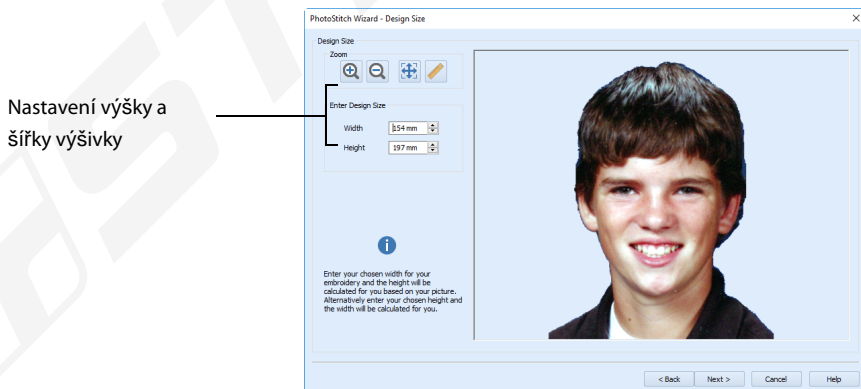 PhotoStitch Wizard - Design Size
Design Size
Zoom
Nastavení výšky a
šířky výšivky
Enter Design Size
Width 154 mm
Height 197 mm
Enter your chosen width for your
embroidery and the height will be
calculated for you based on your picture.
Alternatively enter your chosen height and
the width will be calculated for you.
< Back Next > Cancel Help